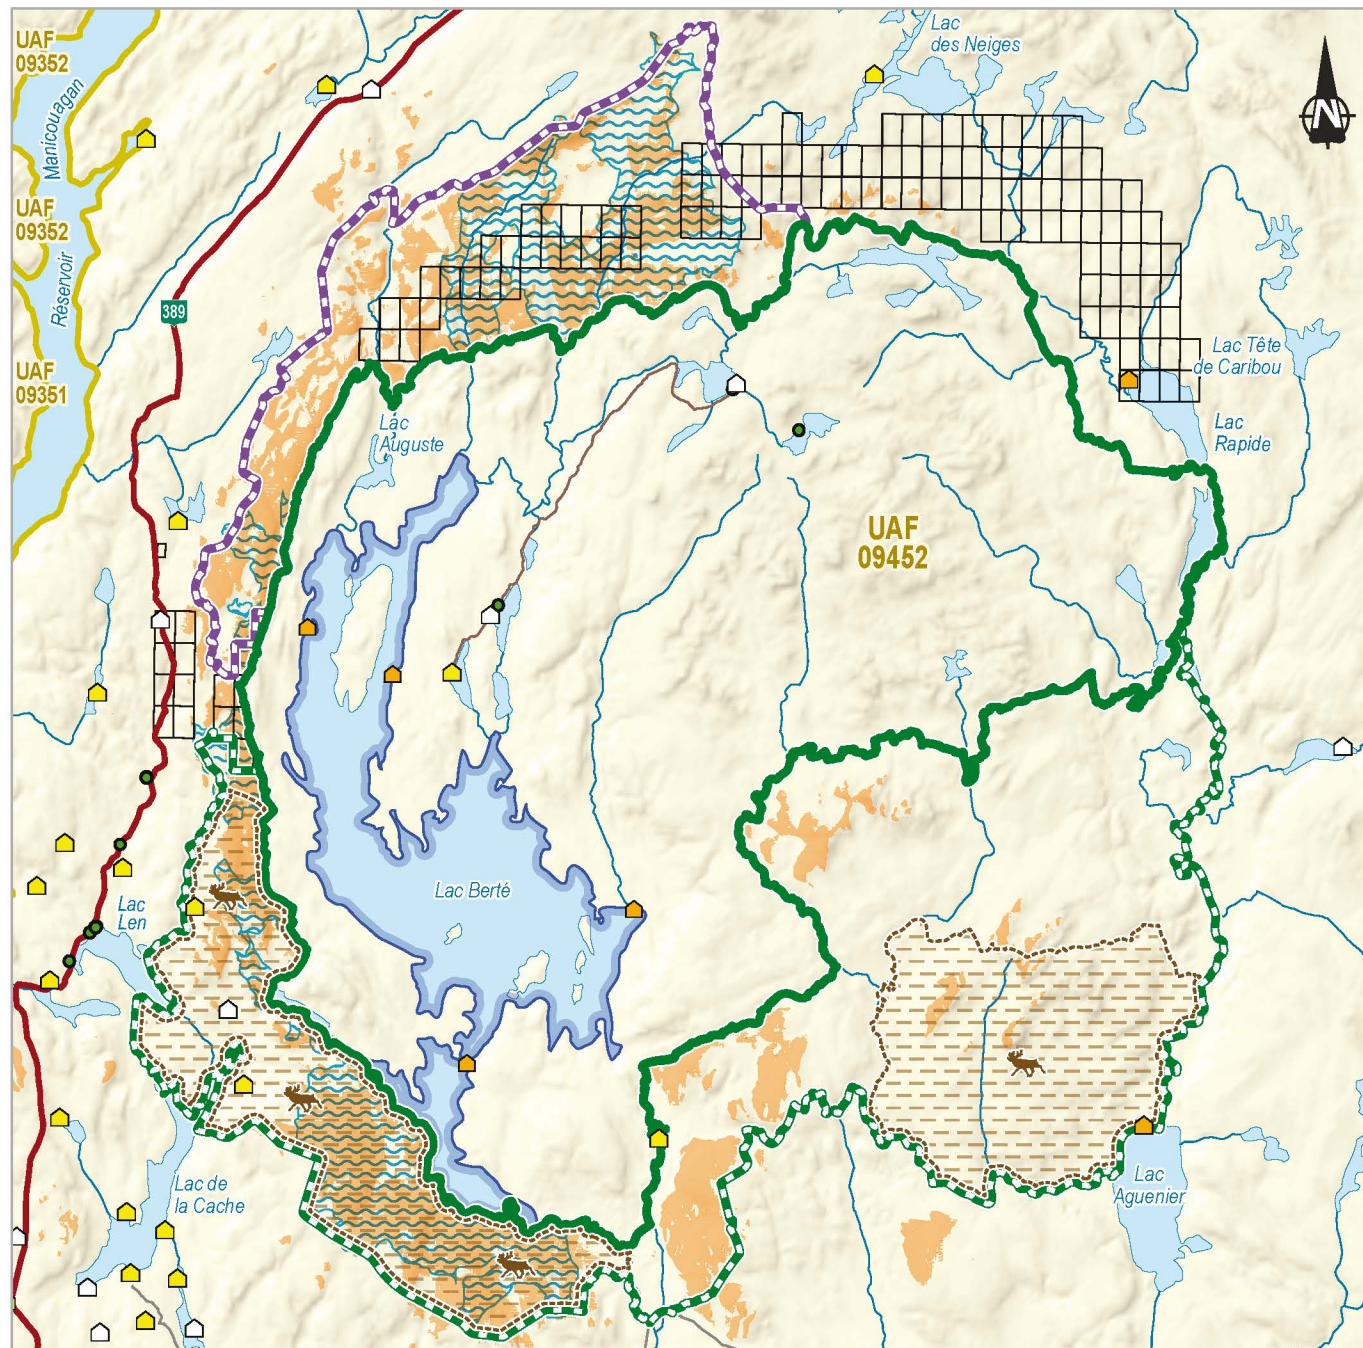 UAF
09352
Manicouagan
UAF
09352
Réservoir
UAF
09351
389
Lac
des Neiges
N
Lac Tête
de Caribou
Lac
Rapide
Lac
Auguste
UAF
09452
Lac Berté
Lac
Len
Lac de
la Cache
Lac
Aguenier